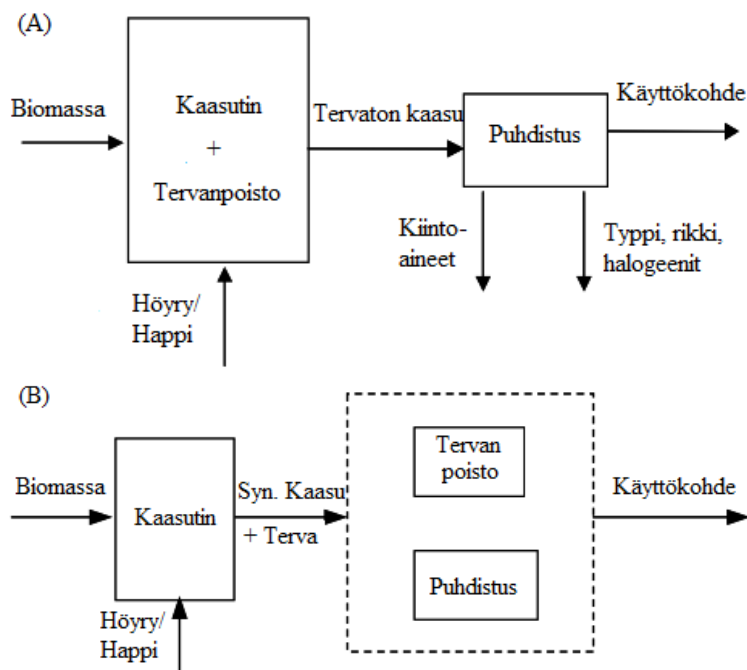 (A)
Biomassa
Kaasutin
+
Tervanpoisto
Tervaton kaasu
Puhdistus
Käyttökohde
Kiinto-
aineet
Typpi, rikki,
halogeenit
Höyry/
Happi
(B)
Biomassa
Kaasutin
Syn. Kaasu
+ Terva
Tervan
poisto
Puhdistus
Käyttökohde
Höyry/
Happi